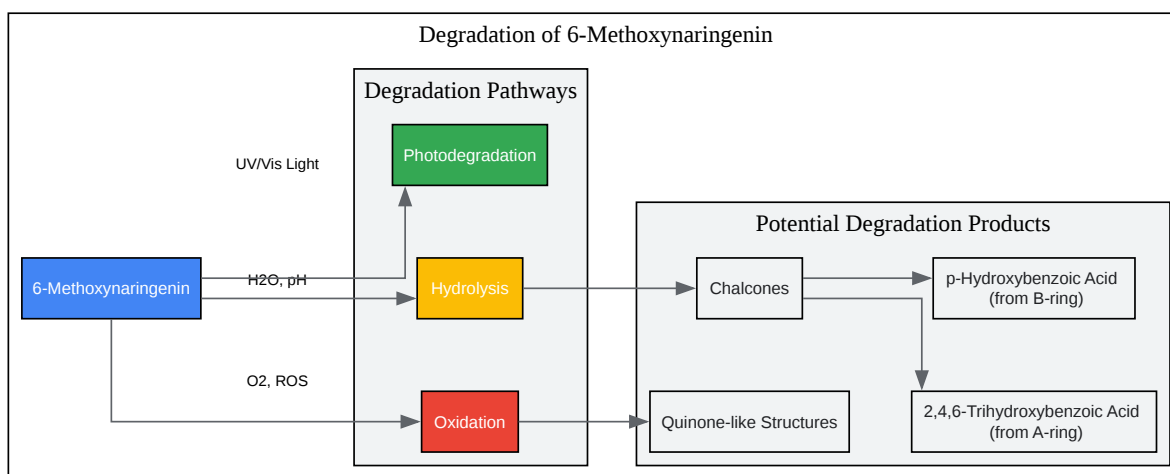 Degradation of 6-Methoxynaringenin
Degradation Pathways
Photodegradation
UV/Vis Light
Potential Degradation Products
6-Methoxynaringenin
H2O, pH
Hydrolysis
Chalcones
p-Hydroxybenzoic Acid
(from B-ring)
O2, ROS
Oxidation
Quinone-like Structures
2,4,6-Trihydroxybenzoic Acid
(from A-ring)